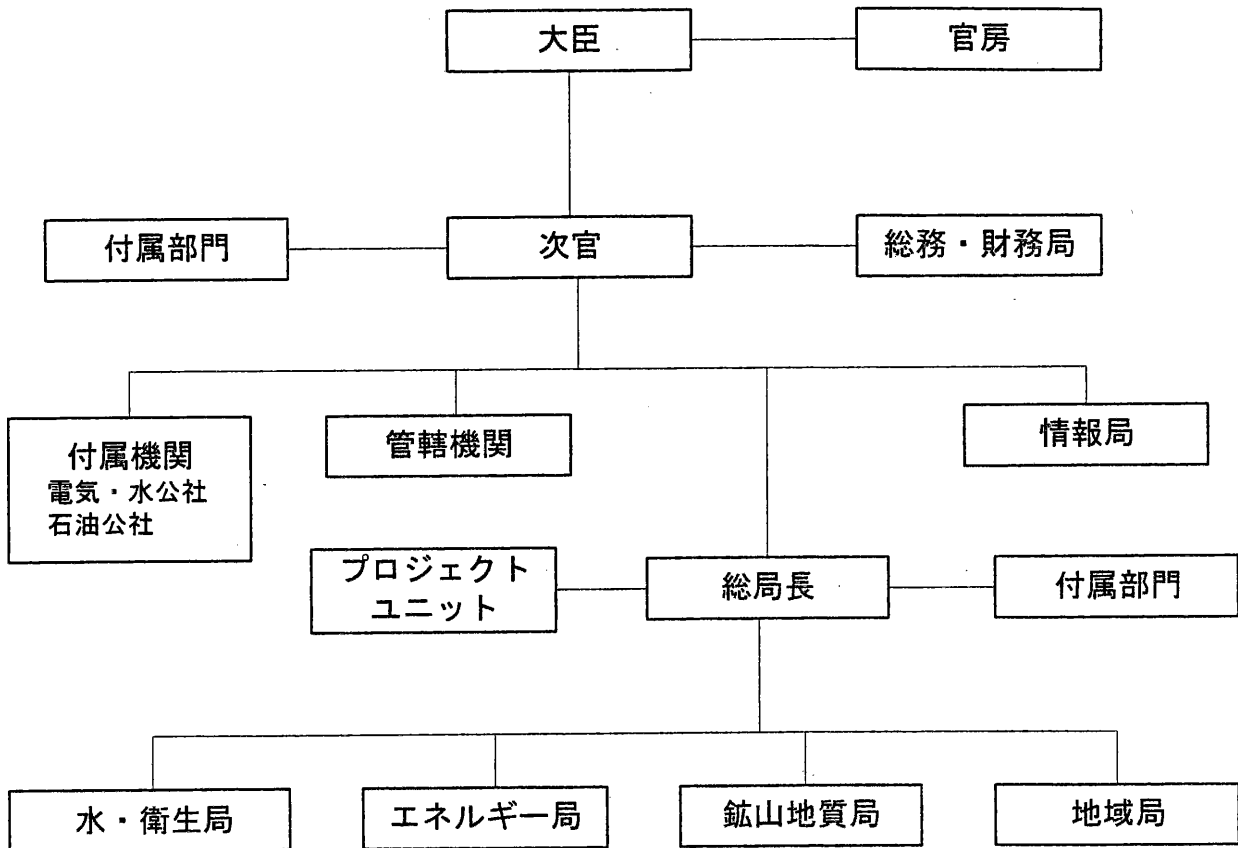 大臣
官房
付属部門
次官
総務・財務局
付属機関
電気・水公社
石油公社
管轄機関
情報局
プロジェクト
ユニット
総局長
付属部門
水・衛生局
エネルギー局
鉱山地質局
地域局